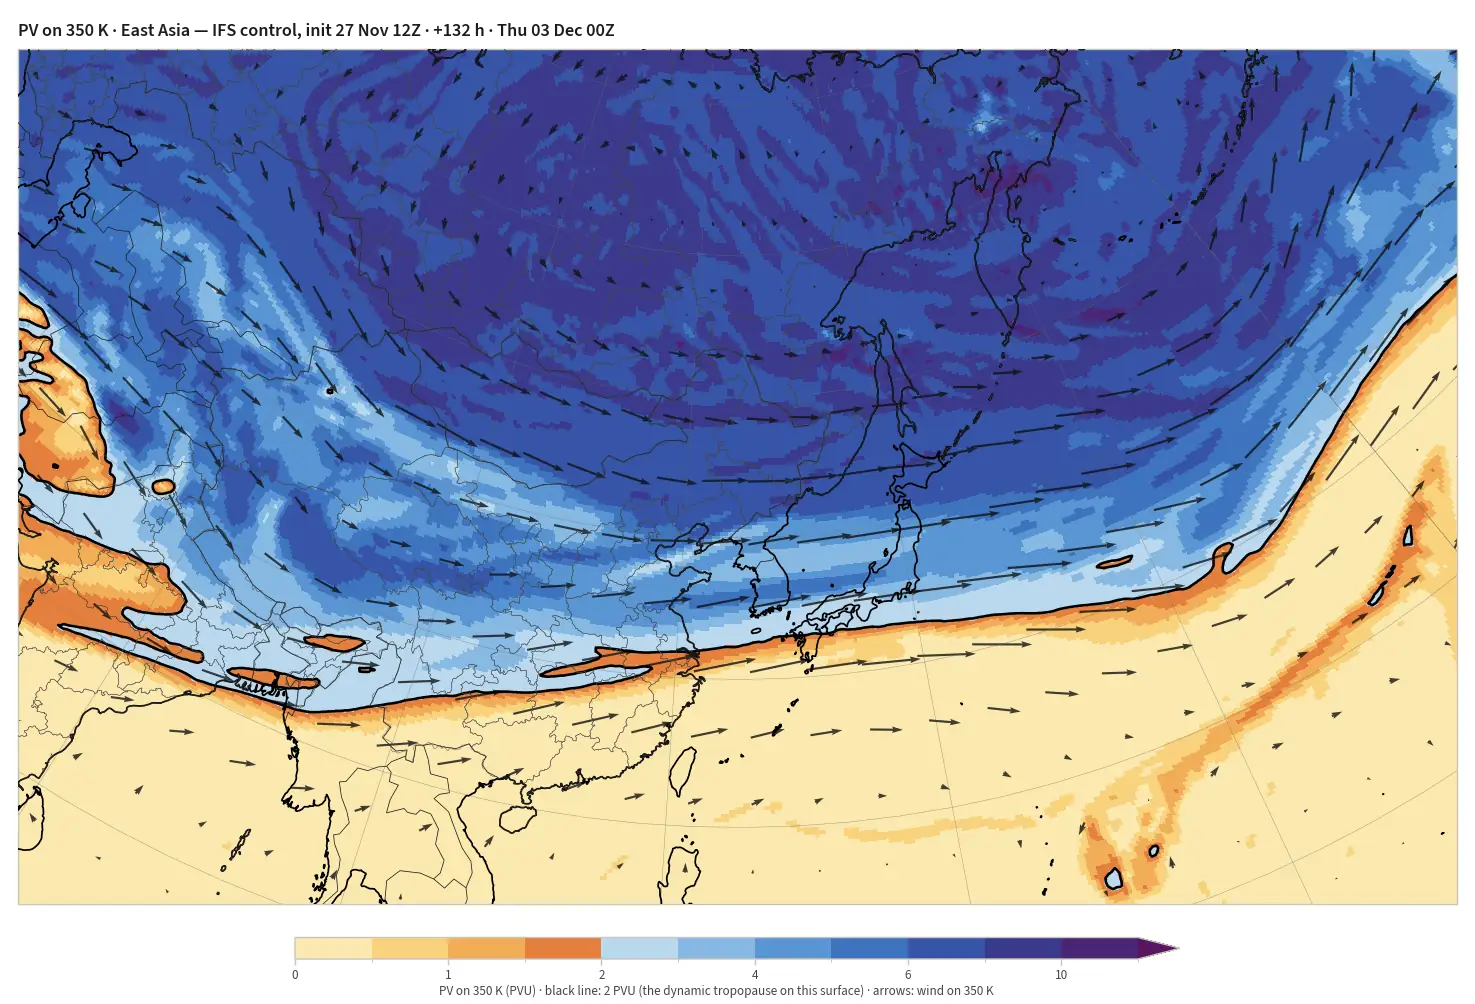 PV on 350 K · East Asia — IFS control, init 27 Nov 12Z · +132 h · Thu 03 Dec 00Z
0 1 2 4 6 10
PV on 350 K (PVU) · black line: 2 PVU (the dynamic tropopause on this surface) · arrows: wind on 350 K